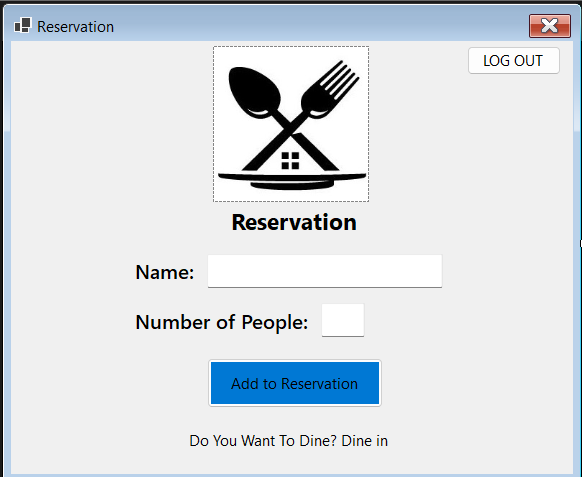 Reservation
LOG OUT
Reservation
Name:
Number of People:
Add to Reservation
Do You Want To Dine? Dine in